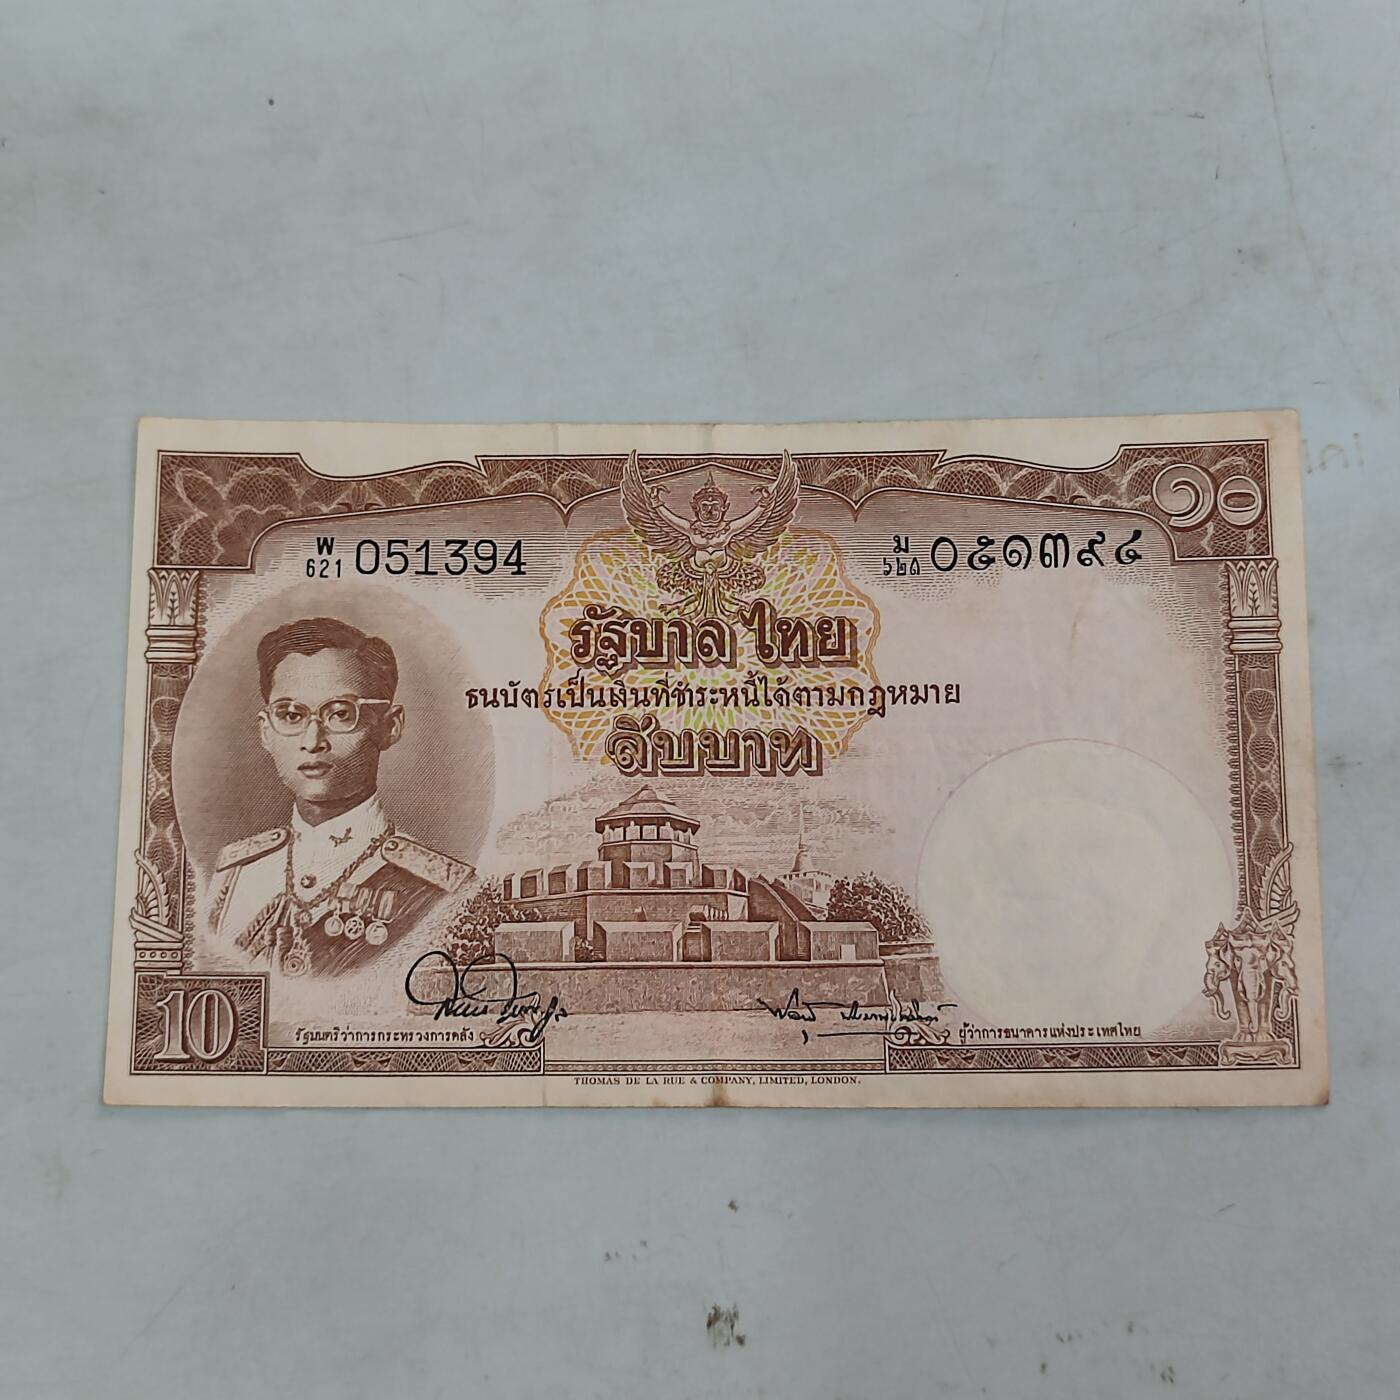 ๑๐
W 621 051394
ม ๖๒๑ ๐๕๑๓๙๔
รัฐบาลไทย
ธนบัตรเป็นเงินที่ชำระหนี้ได้ตามกฎหมาย
สิบบาท
10
รัฐมนตรีว่าการกระทรวงการคลัง
ผู้ว่าการธนาคารแห่งประเทศไทย
THOMAS DE LA RUE & COMPANY, LIMITED, LONDON.